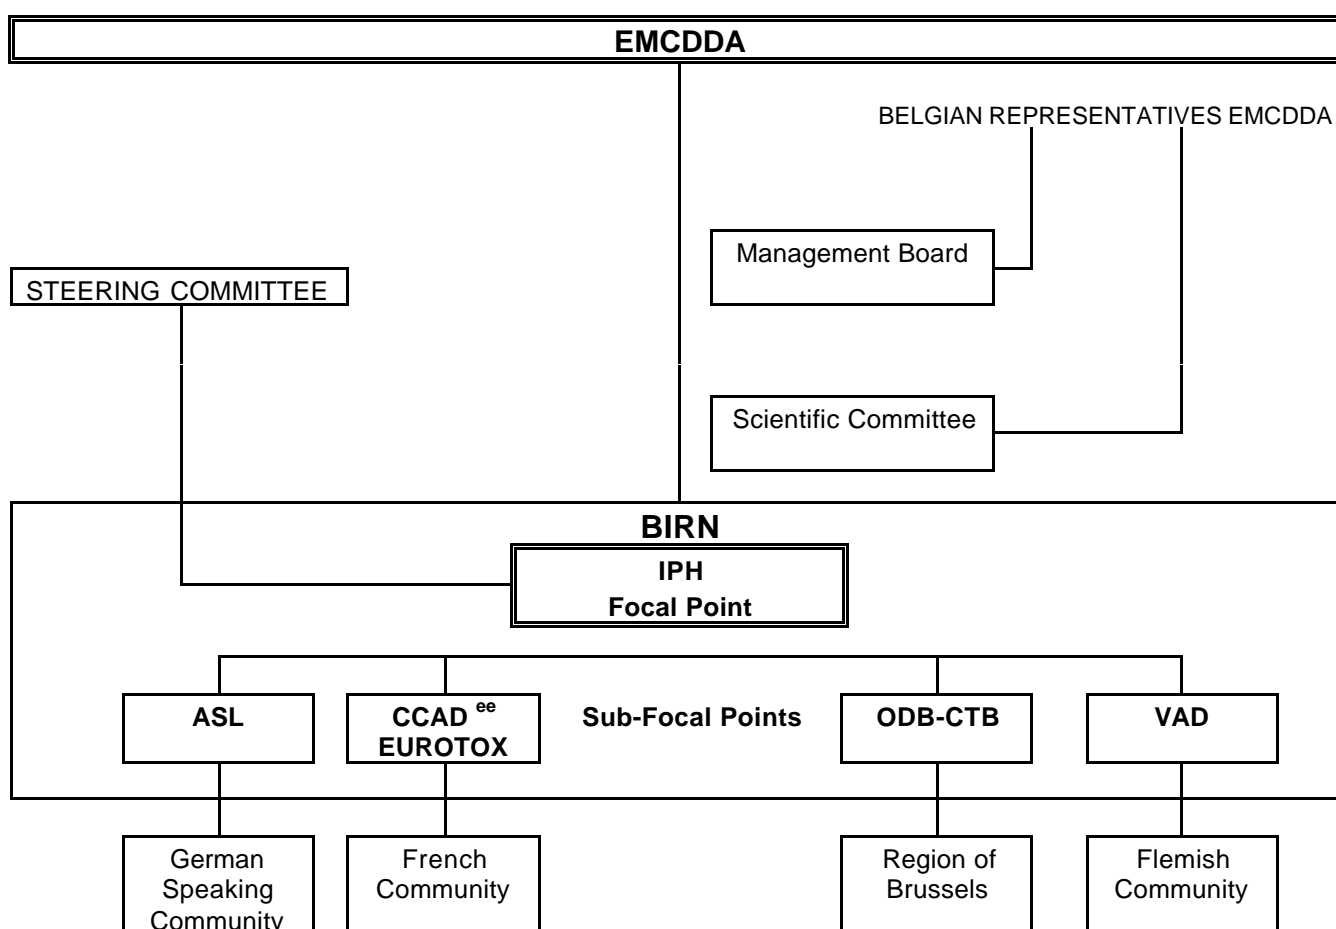 EMCDDA
BELGIAN REPRESENTATIVES EMCDDA
Management Board
STEERING COMMITTEE
Scientific Committee
BIRN
IPH
Focal Point
ASL
CCAD ee
EUROTOX
Sub-Focal Points
ODB-CTB
VAD
German
Speaking
Community
French
Community
Region of
Brussels
Flemish
Community